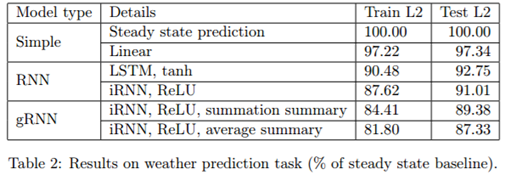 Model type Details Train L2 Test L2
Simple Steady state prediction 100.00 100.00
Linear 97.22 97.34
RNN LSTM, tanh 90.48 92.75
iRNN, ReLU 87.62 91.01
gRNN iRNN, ReLU, summation summary 84.41 89.38
iRNN, ReLU, average summary 81.80 87.33
Table 2: Results on weather prediction task (% of steady state baseline).